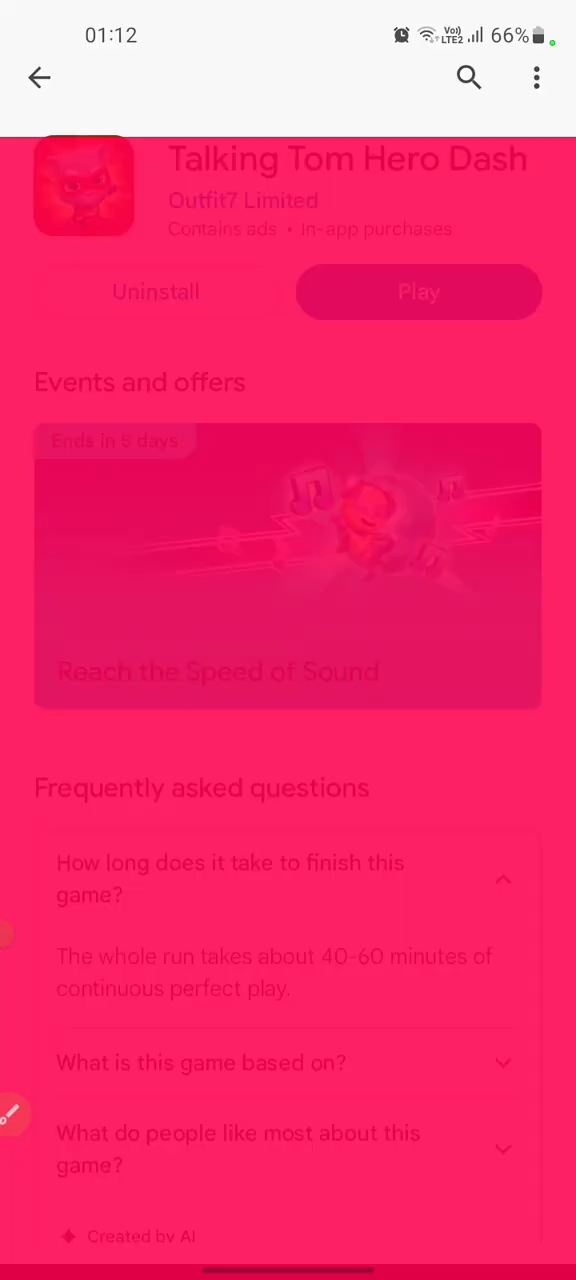 01:12
Vo)) LTE2 66%
Talking Tom Hero Dash
Outfit7 Limited
Contains ads • In-app purchases
Uninstall
Play
Events and offers
Ends in 5 days
Reach the Speed of Sound
Frequently asked questions
How long does it take to finish this
game?
The whole run takes about 40-60 minutes of
continuous perfect play.
What is this game based on?
What do people like most about this
game?
Created by AI